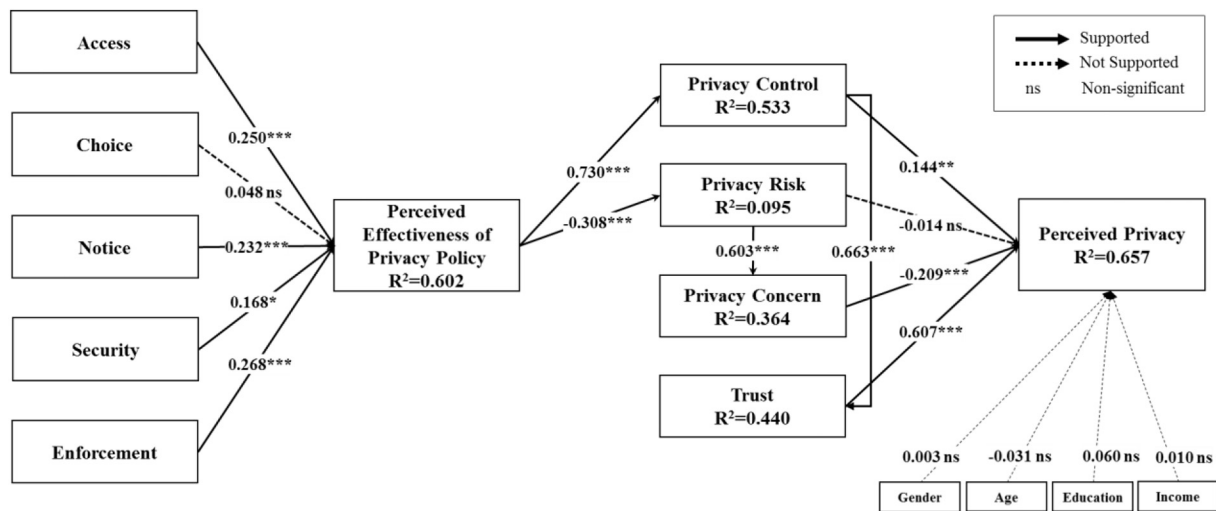 Access
Choice
Notice
Security
Enforcement
0.250***
0.048 ns
0.232***
0.168*
0.268***
Perceived
Effectiveness of
Privacy Policy
R²=0.602
0.730***
-0.308***
Privacy Control
R²=0.533
Privacy Risk
R²=0.095
0.603***
0.663***
Privacy Concern
R²=0.364
Trust
R²=0.440
0.144**
-0.014 ns
-0.209***
0.607***
Perceived Privacy
R²=0.657
Supported
Not Supported
ns Non-significant
0.003 ns
-0.031 ns
0.060 ns
0.010 ns
Gender
Age
Education
Income